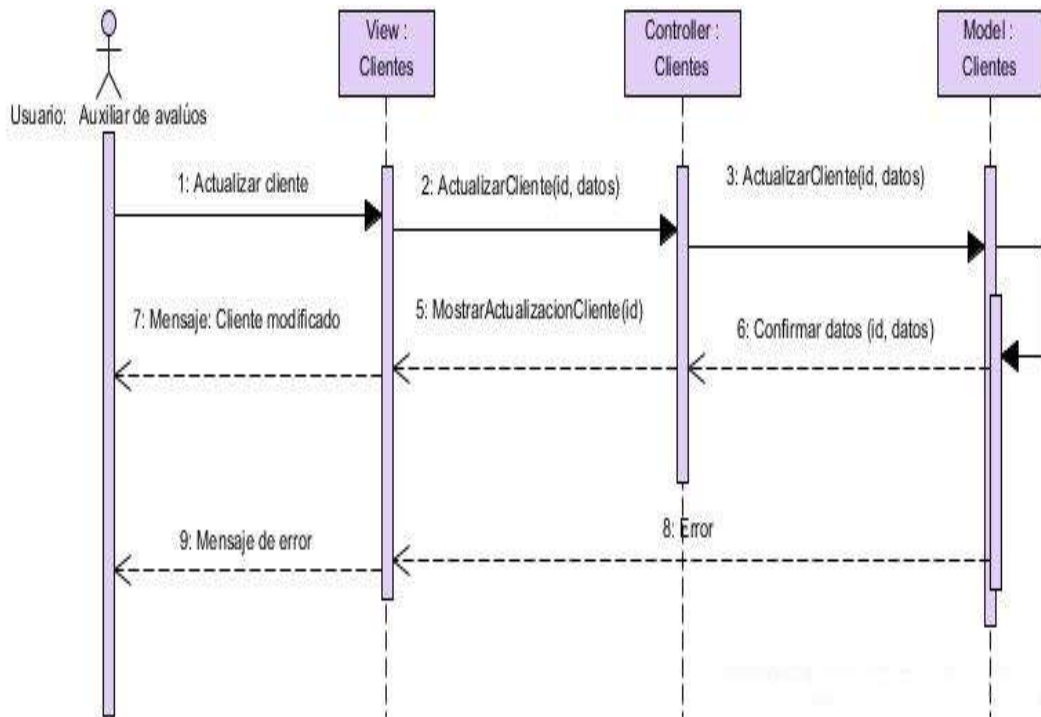 View :
Clientes
Controller :
Clientes
Model :
Clientes
Usuario: Auxiliar de avalúos
1: Actualizar cliente
2: ActualizarCliente(id, datos)
3: ActualizarCliente(id, datos)
7: Mensaje: Cliente modificado
5: MostrarActualizacionCliente(id)
6: Confirmar datos (id, datos)
9: Mensaje de error
8: Error